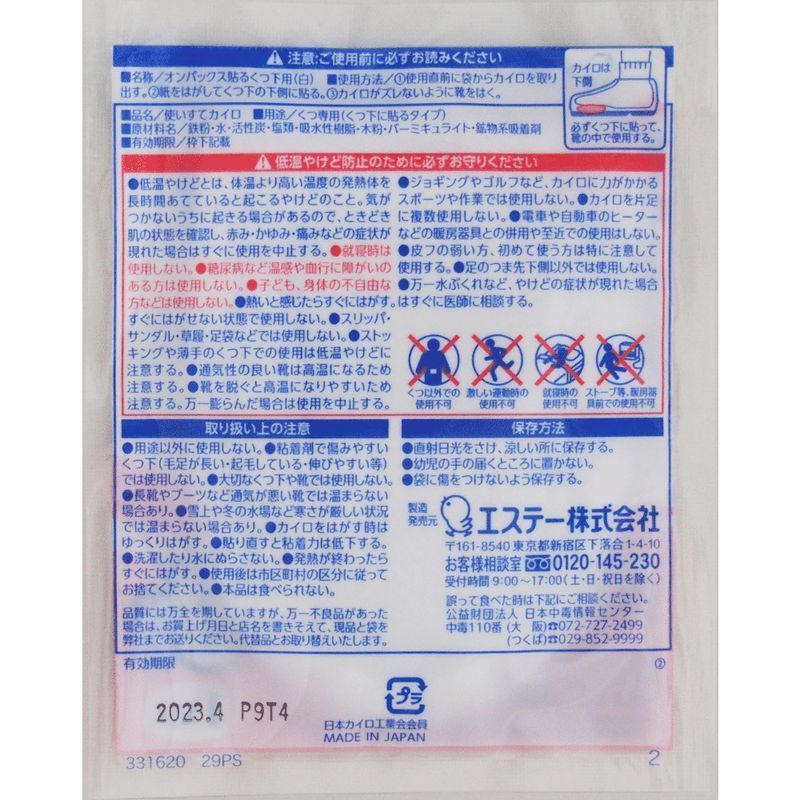 注意:ご使用前に必ずお読みください
■名称/オンパックス貼るくつ下用(白) ■使用方法/①使用直前に袋からカイロを取り
出す。②紙をはがしてくつ下の下側に貼る。③カイロがズレないように靴をはく。
■品名/使いすてカイロ ■用途/くつ専用(くつ下に貼るタイプ)
■原材料名/鉄粉・水・活性炭・塩類・吸水性樹脂・木粉・バーミキュライト・鉱物系吸着剤
■有効期限/枠下記載
カイロは
下側
必ずくつ下に貼って、
靴の中で使用する。
低温やけど防止のために必ずお守りください
●低温やけどとは、体温より高い温度の発熱体を
長時間あてていると起こるやけどのこと。気が
つかないうちに起きる場合があるので、ときどき
肌の状態を確認し、赤み・かゆみ・痛みなどの症状が
現れた場合はすぐに使用を中止する。●就寝時は
使用しない。●糖尿病など温感や血行に障がいの
ある方は使用しない。●子ども、身体の不自由な
方などは使用しない。●熱いと感じたらすぐにはがす。
すぐにはがせない状態で使用しない。●スリッパ・
サンダル・草履・足袋などでは使用しない。●ストッ
キングや薄手のくつ下での使用は低温やけどに
注意する。●通気性の良い靴は高温になるため
注意する。●靴を脱ぐと高温になりやすいため
注意する。万一膨らんだ場合は使用を中止する。
●ジョギングやゴルフなど、カイロに力がかかる
スポーツや作業では使用しない。●カイロを片足
に複数使用しない。●電車や自動車のヒーター
などの暖房器具との併用や至近での使用はしない。
●皮フの弱い方、初めて使う方は特に注意して
使用する。●足のつま先下側以外では使用しない。
●万一水ぶくれなど、やけどの症状が現れた場合
はすぐに医師に相談する。
くつ以外での
使用不可
激しい運動時の
使用不可
就寝時の
使用不可
ストーブ等、暖房器
具前での使用不可
取り扱い上の注意
●用途以外に使用しない。●粘着剤で傷みやすい
くつ下(毛足が長い・起毛している・伸びやすい等)
では使用しない。●大切なくつ下や靴では使用しない。
●長靴やブーツなど通気が悪い靴では温まらない
場合あり。●雪上や冬の水場など寒さが厳しい状況
では温まらない場合あり。●カイロをはがす時は
ゆっくりはがす。●貼り直すと粘着力は低下する。
●洗濯したり水にぬらさない。●発熱が終わったら
すぐにはがす。●使用後は市区町村の区分に従って
お捨てください。●本品は食べられない。
品質には万全を期していますが、万一不良品があった
場合は、お買上げ月日と店名を書きそえて、現品と袋を
弊社までお送りください。代替品とお取り替えいたします。
保存方法
●直射日光をさけ、涼しい所に保存する。
●幼児の手の届くところに置かない。
●袋に傷をつけないよう保存する。
製造
発売元
エステー株式会社
〒161-8540 東京都新宿区下落合1-4-10
お客様相談室 0120-145-230
受付時間 9:00~17:00(土・日・祝日を除く)
誤って食べた時は下記にご相談ください。
公益財団法人 日本中毒情報センター
中毒110番 (大 阪)☎072-727-2499
(つくば)☎029-852-9999
有効期限
②
2023.4 P9T4
プラ
日本カイロ工業会会員
MADE IN JAPAN
331620 29PS
2